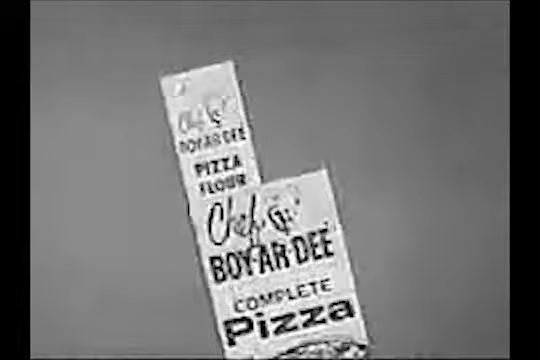 Chef
BOY-AR-DEE
PIZZA
FLOUR
Chef
BOY-AR-DEE
COMPLETE
Pizza